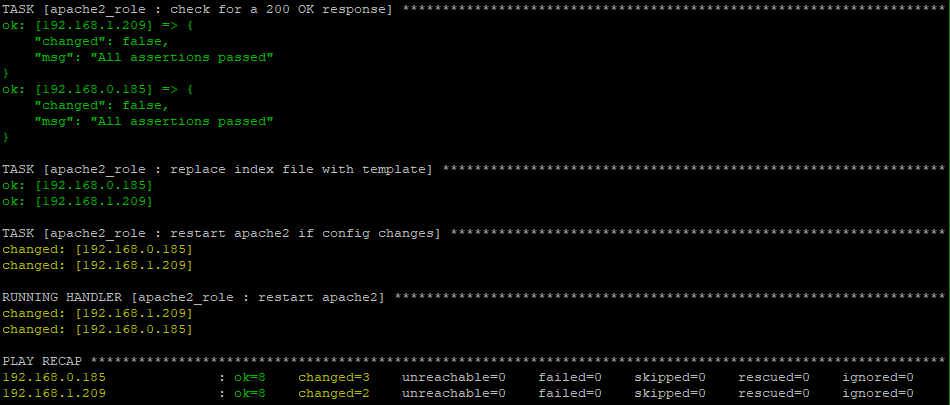 TASK [apache2_role : check for a 200 OK response] ********************************************************************
ok: [192.168.1.209] => {
    "changed": false,
    "msg": "All assertions passed"
}
ok: [192.168.0.185] => {
    "changed": false,
    "msg": "All assertions passed"
}
TASK [apache2_role : replace index file with template] ***************************************************************
ok: [192.168.0.185]
ok: [192.168.1.209]
TASK [apache2_role : restart apache2 if config changes] **************************************************************
changed: [192.168.0.185]
changed: [192.168.1.209]
RUNNING HANDLER [apache2_role : restart apache2] *********************************************************************
changed: [192.168.1.209]
changed: [192.168.0.185]
PLAY RECAP ***********************************************************************************************************
192.168.0.185              : ok=8    changed=3    unreachable=0    failed=0    skipped=0    rescued=0    ignored=0
192.168.1.209              : ok=8    changed=2    unreachable=0    failed=0    skipped=0    rescued=0    ignored=0